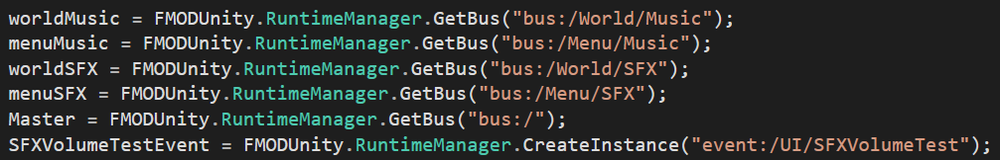 worldMusic = FMODUnity.RuntimeManager.GetBus("bus:/World/Music");
menuMusic = FMODUnity.RuntimeManager.GetBus("bus:/Menu/Music");
worldSFX = FMODUnity.RuntimeManager.GetBus("bus:/World/SFX");
menuSFX = FMODUnity.RuntimeManager.GetBus("bus:/Menu/SFX");
Master = FMODUnity.RuntimeManager.GetBus("bus:/");
SFXVolumeTestEvent = FMODUnity.RuntimeManager.CreateInstance("event:/UI/SFXVolumeTest");